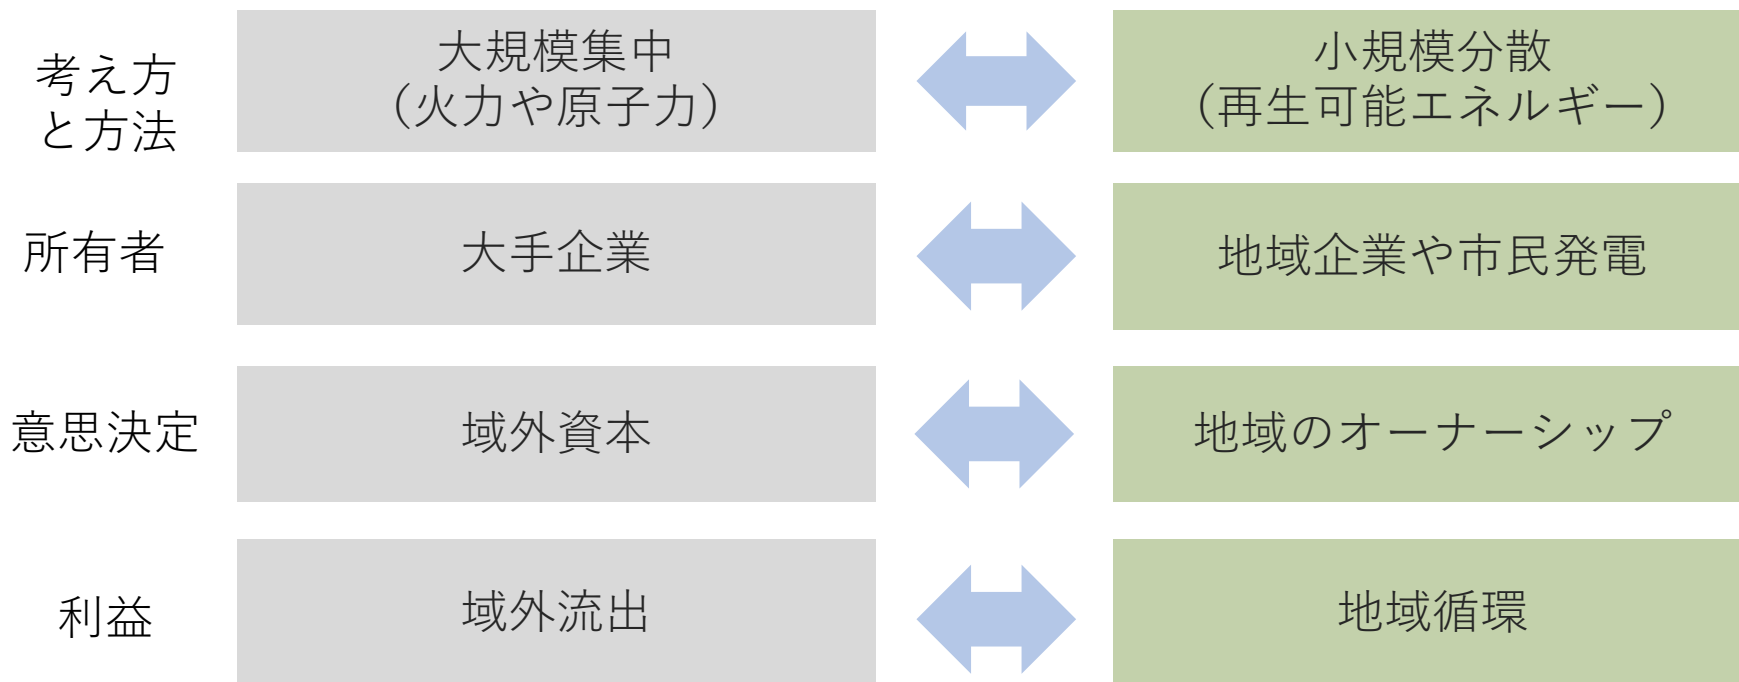 考え方
と方法
大規模集中
（火力や原子力）
小規模分散
（再生可能エネルギー）
所有者
大手企業
地域企業や市民発電
意思決定
域外資本
地域のオーナーシップ
利益
域外流出
地域循環